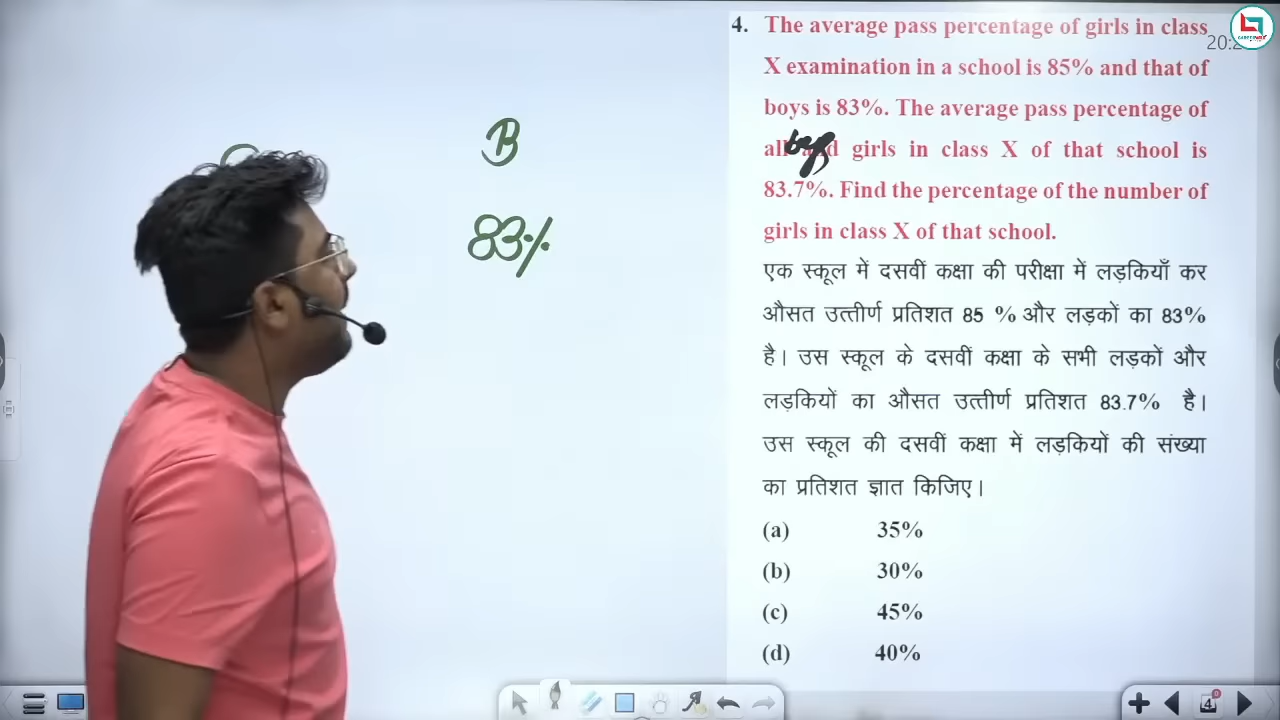 4. The average pass percentage of girls in class
X examination in a school is 85% and that of
boys is 83%. The average pass percentage of
all boys and girls in class X of that school is
83.7%. Find the percentage of the number of
girls in class X of that school.
एक स्कूल में दसवीं कक्षा की परीक्षा में लड़कियाँ कर
औसत उत्तीर्ण प्रतिशत 85 % और लड़कों का 83%
है। उस स्कूल के दसवीं कक्षा के सभी लड़कों और
लड़कियों का औसत उत्तीर्ण प्रतिशत 83.7% है।
उस स्कूल की दसवीं कक्षा में लड़कियों की संख्या
का प्रतिशत ज्ञात किजिए।
(a) 35%
(b) 30%
(c) 45%
(d) 40%
B
83%
4